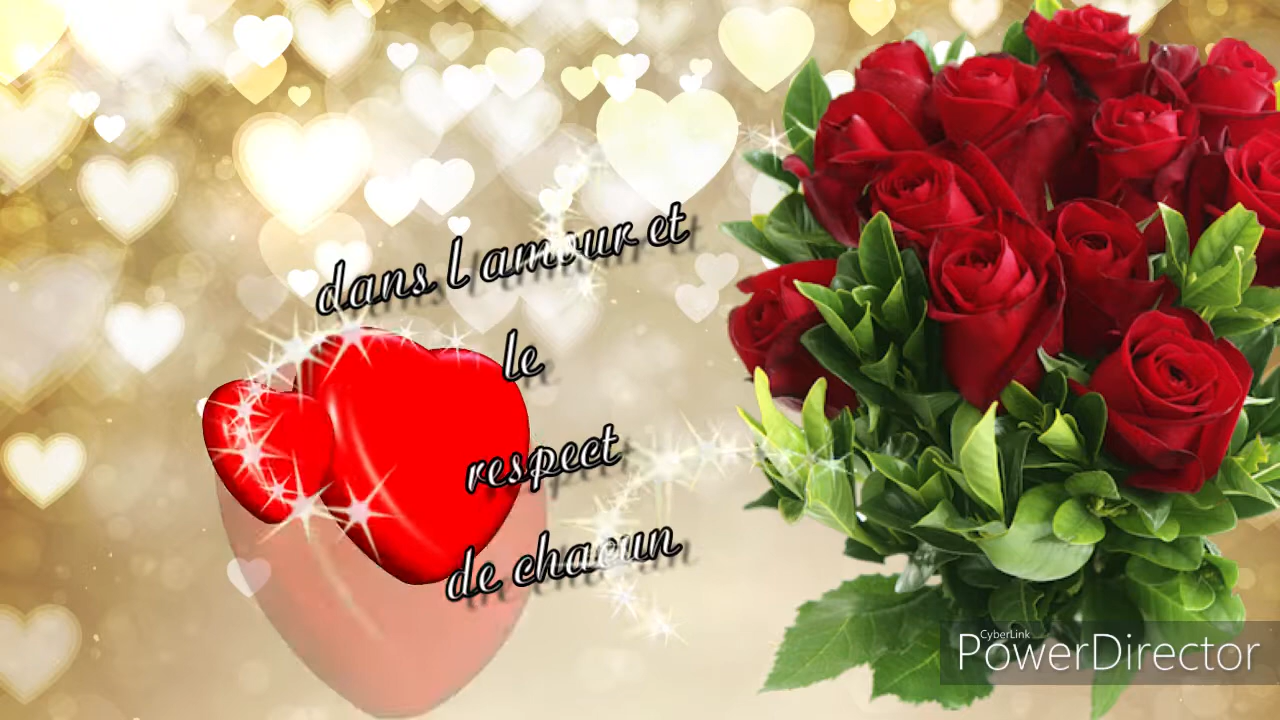 dans l amour et
le
respect
de chacun
CyberLink
PowerDirector